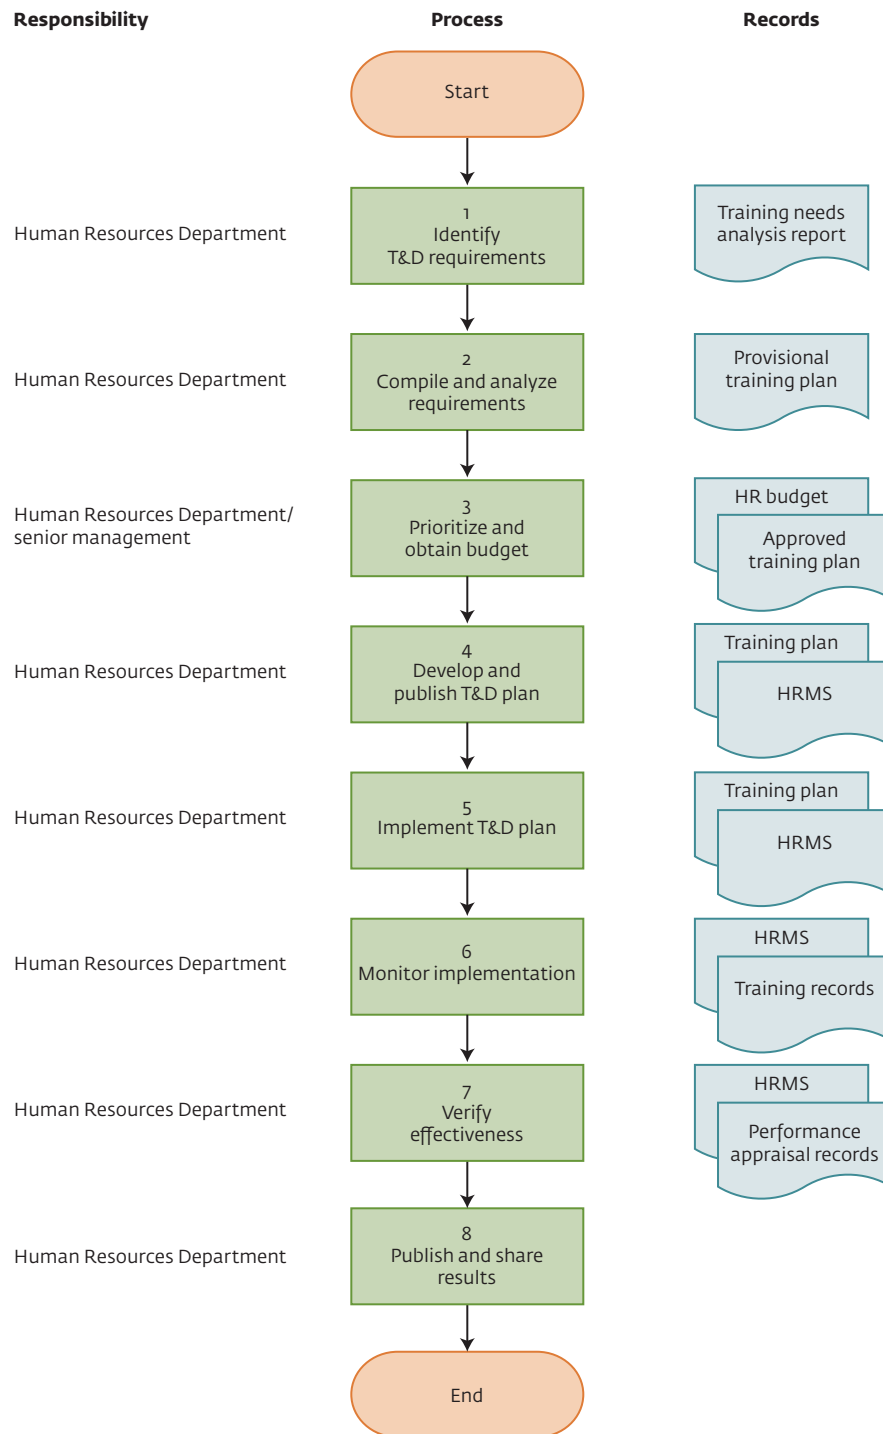 Responsibility
Process
Records
Start
Human Resources Department
1
Identify
T&D requirements
Training needs
analysis report
Human Resources Department
2
Compile and analyze
requirements
Provisional
training plan
Human Resources Department/
senior management
3
Prioritize and
obtain budget
HR budget
Approved
training plan
Human Resources Department
4
Develop and
publish T&D plan
Training plan
HRMS
Human Resources Department
5
Implement T&D plan
Training plan
HRMS
Human Resources Department
6
Monitor implementation
HRMS
Training records
Human Resources Department
7
Verify
effectiveness
HRMS
Performance
appraisal records
Human Resources Department
8
Publish and share
results
End